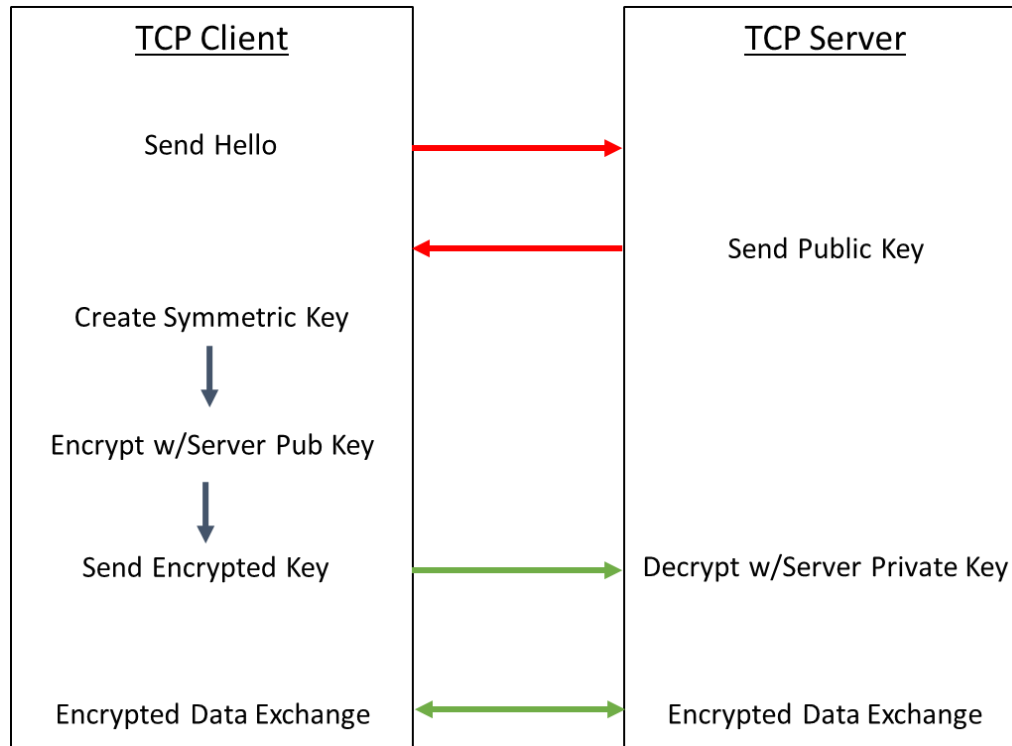 TCP Client
TCP Server
Send Hello
Send Public Key
Create Symmetric Key
Encrypt w/Server Pub Key
Send Encrypted Key
Decrypt w/Server Private Key
Encrypted Data Exchange
Encrypted Data Exchange